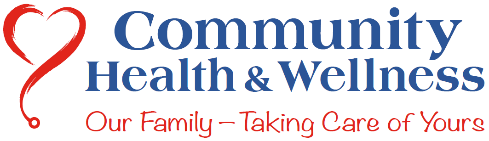 Community
Health & Wellness
Our Family – Taking Care of Yours